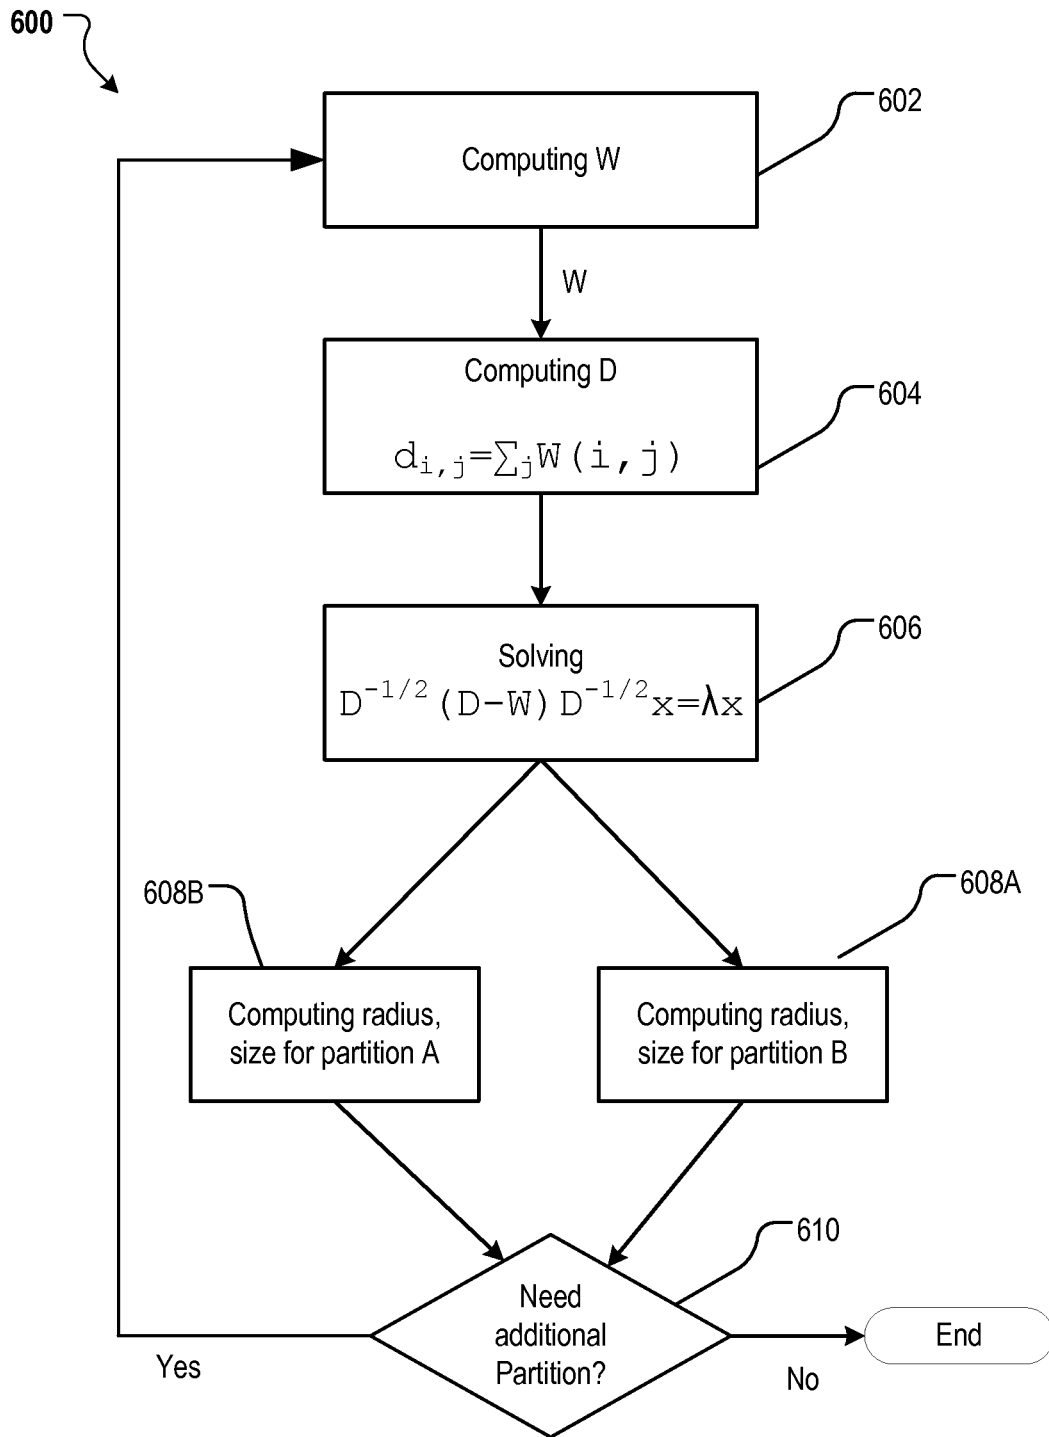 600
602
Computing W
W
Computing D
604
d_{i,j}=∑_jW(i,j)
606
Solving
D^{-1/2}(D-W)D^{-1/2}x=λx
608B
608A
Computing radius,
size for partition A
Computing radius,
size for partition B
610
Need
additional
Partition?
End
Yes
No